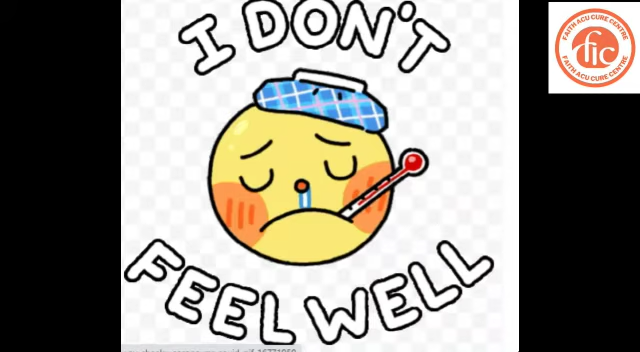 I DON'T
FEEL WELL
FAITH ACU CURE CENTRE
fic
FAITH ACU CURE CENTRE